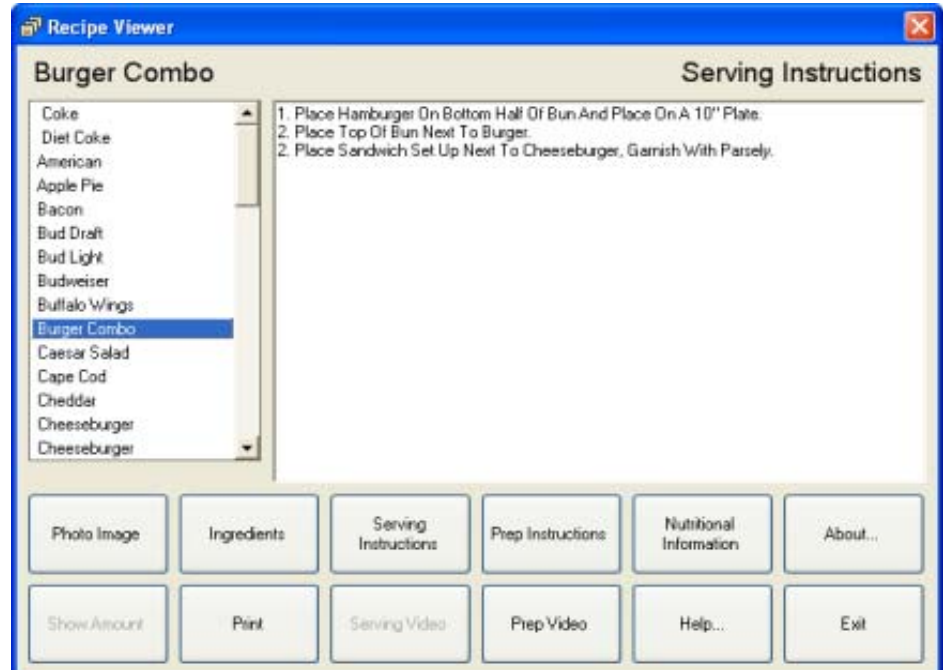 Recipe Viewer
Burger Combo
Serving Instructions
Coke
Diet Coke
American
Apple Pie
Bacon
Bud Draft
Bud Light
Budweiser
Buffalo Wings
Burger Combo
Caesar Salad
Cape Cod
Cheddar
Cheeseburger
Cheeseburger
1. Place Hamburger On Bottom Half Of Bun And Place On A 10" Plate.
2. Place Top Of Bun Next To Burger.
2. Place Sandwich Set Up Next To Cheeseburger, Garnish With Parsely.
Photo Image
Ingredients
Serving
Instructions
Prep Instructions
Nutritional
Information
About...
Show Amount
Print
Serving Video
Prep Video
Help...
Exit